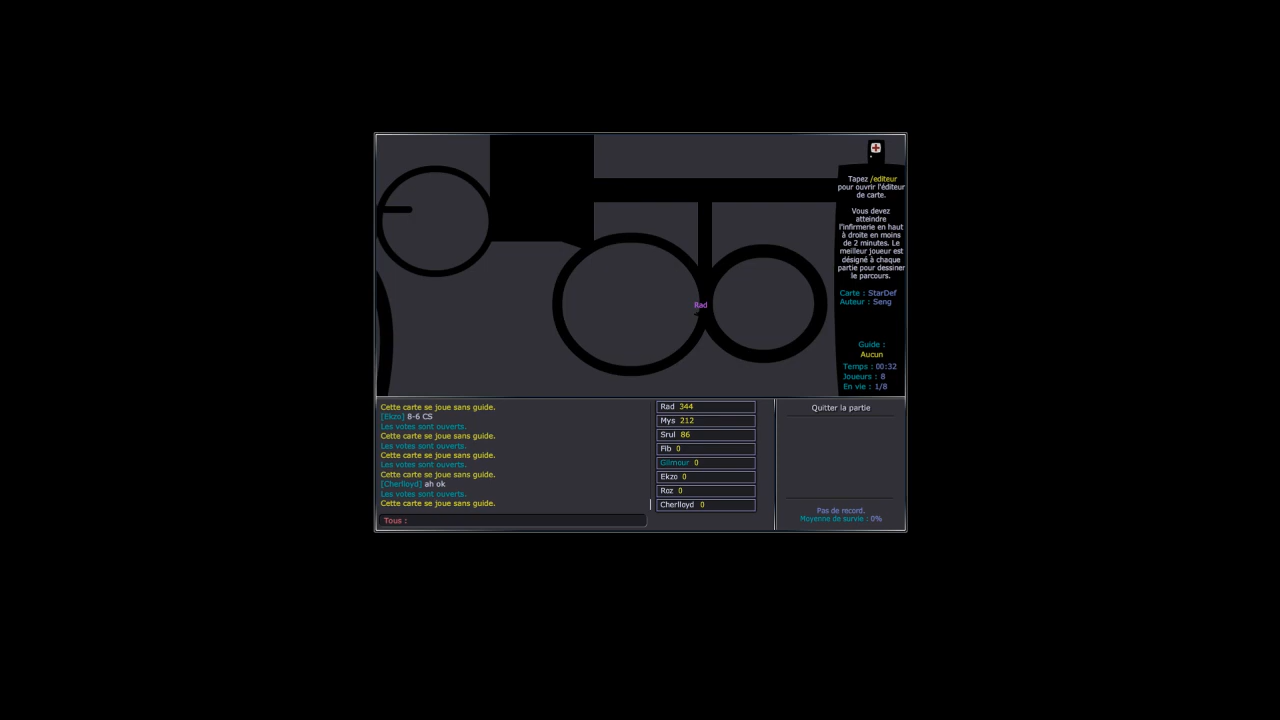 Rad
Tapez /editeur
pour ouvrir l'éditeur
de carte.
Vous devez
atteindre
l'infirmerie en haut
à droite en moins
de 2 minutes. Le
meilleur joueur est
désigné à chaque
partie pour dessiner
le parcours.
Carte : StarDef
Auteur : Seng
Guide :
Aucun
Temps : 00:32
Joueurs : 8
En vie : 1/8
Cette carte se joue sans guide.
[Ekzo] 8-6 CS
Les votes sont ouverts.
Cette carte se joue sans guide.
Les votes sont ouverts.
Cette carte se joue sans guide.
Les votes sont ouverts.
Cette carte se joue sans guide.
[Cherlloyd] ah ok
Les votes sont ouverts.
Cette carte se joue sans guide.
Tous :
Rad 344
Mys 212
Srul 86
Fib 0
Gilmour 0
Ekzo 0
Roz 0
Cherlloyd 0
Quitter la partie
Pas de record.
Moyenne de survie : 0%